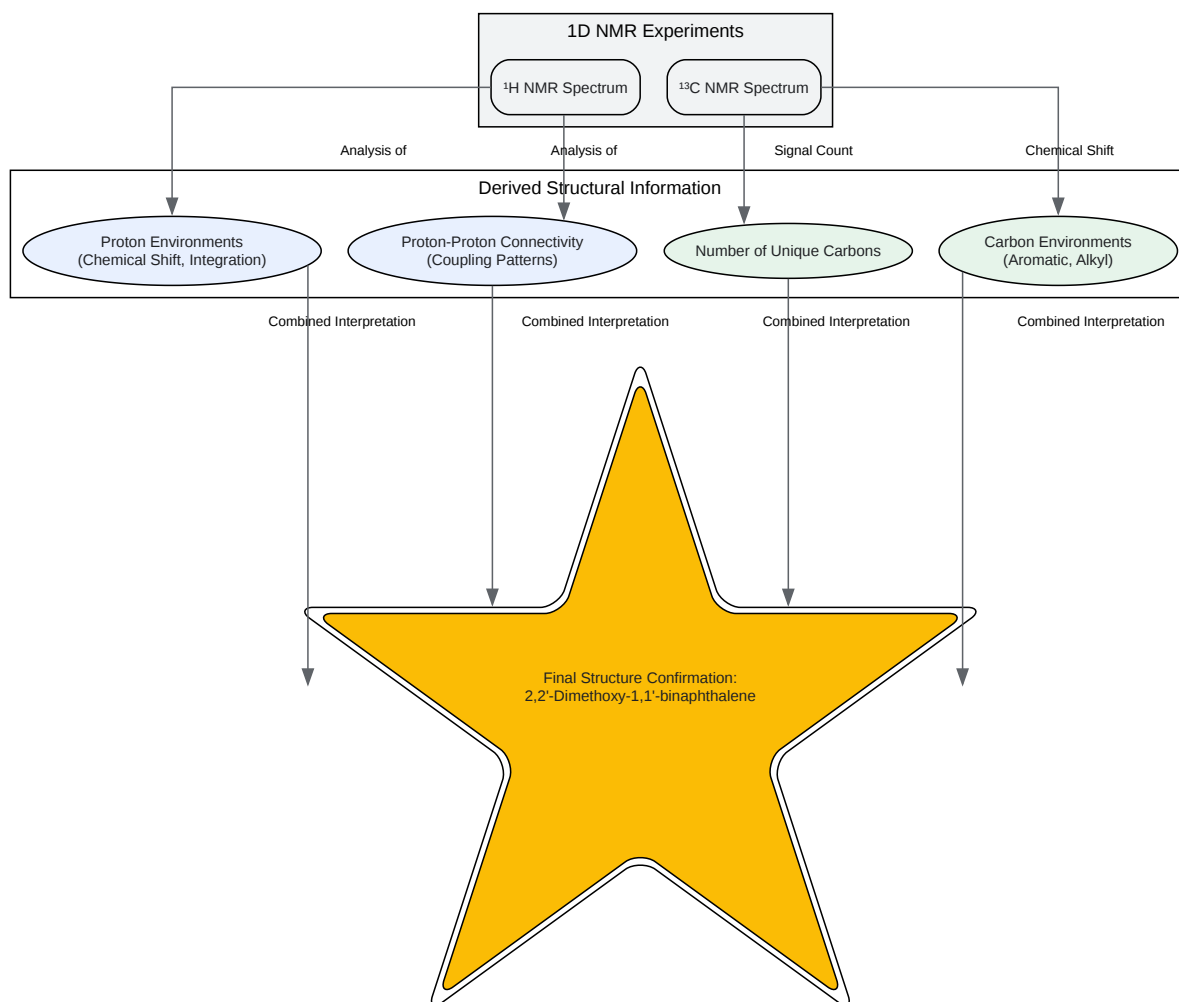 1D NMR Experiments
¹H NMR Spectrum
¹³C NMR Spectrum
Analysis of
Analysis of
Signal Count
Chemical Shift
Derived Structural Information
Proton Environments
(Chemical Shift, Integration)
Proton-Proton Connectivity
(Coupling Patterns)
Number of Unique Carbons
Carbon Environments
(Aromatic, Alkyl)
Combined Interpretation
Combined Interpretation
Combined Interpretation
Combined Interpretation
Final Structure Confirmation:
2,2'-Dimethoxy-1,1'-binaphthalene